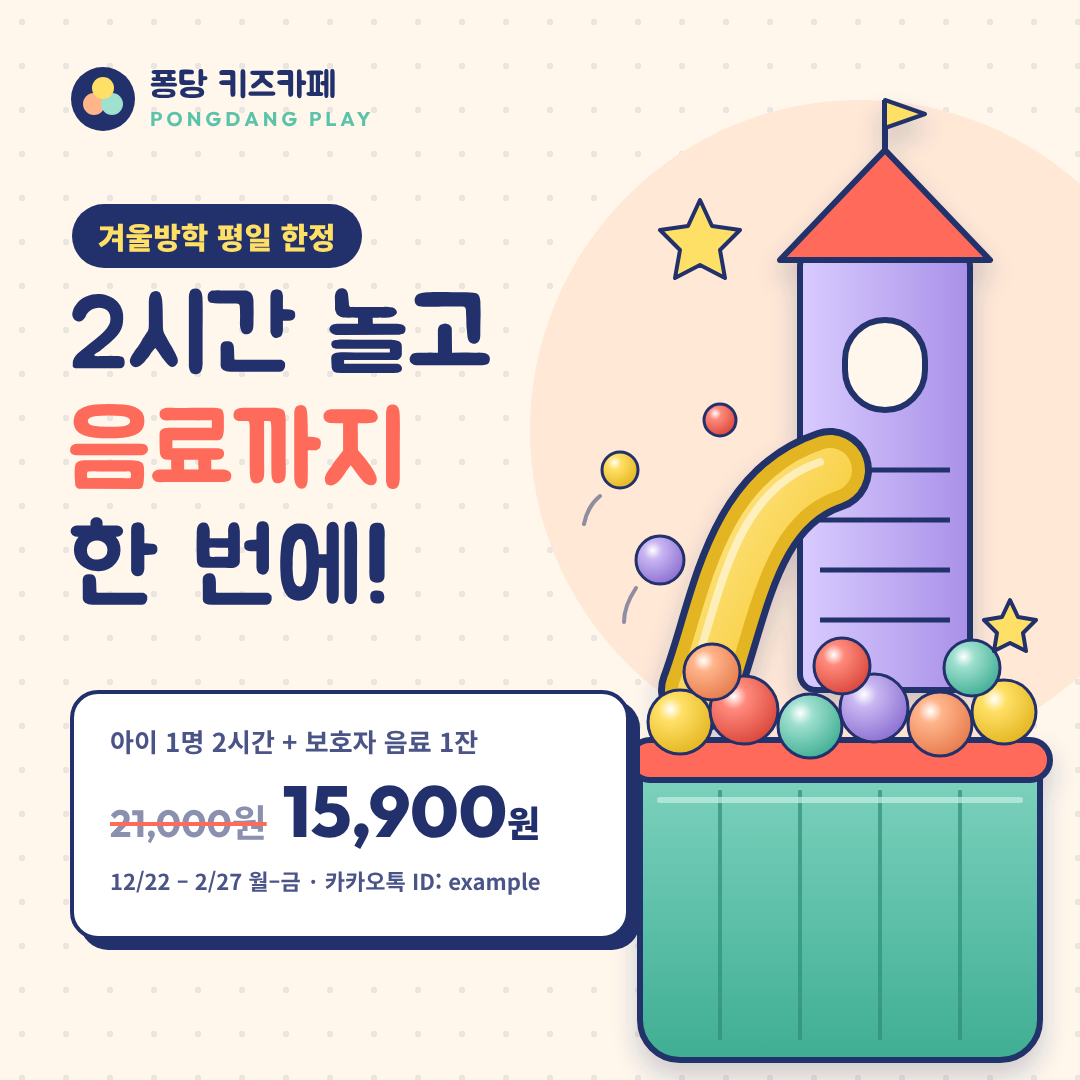 퐁당 키즈카페
PONGDANG PLAY
겨울방학 평일 한정
2시간 놀고
음료까지
한 번에!
아이 1명 2시간 + 보호자 음료 1잔
21,000원 15,900원
12/22 – 2/27 월–금 · 카카오톡 ID: example